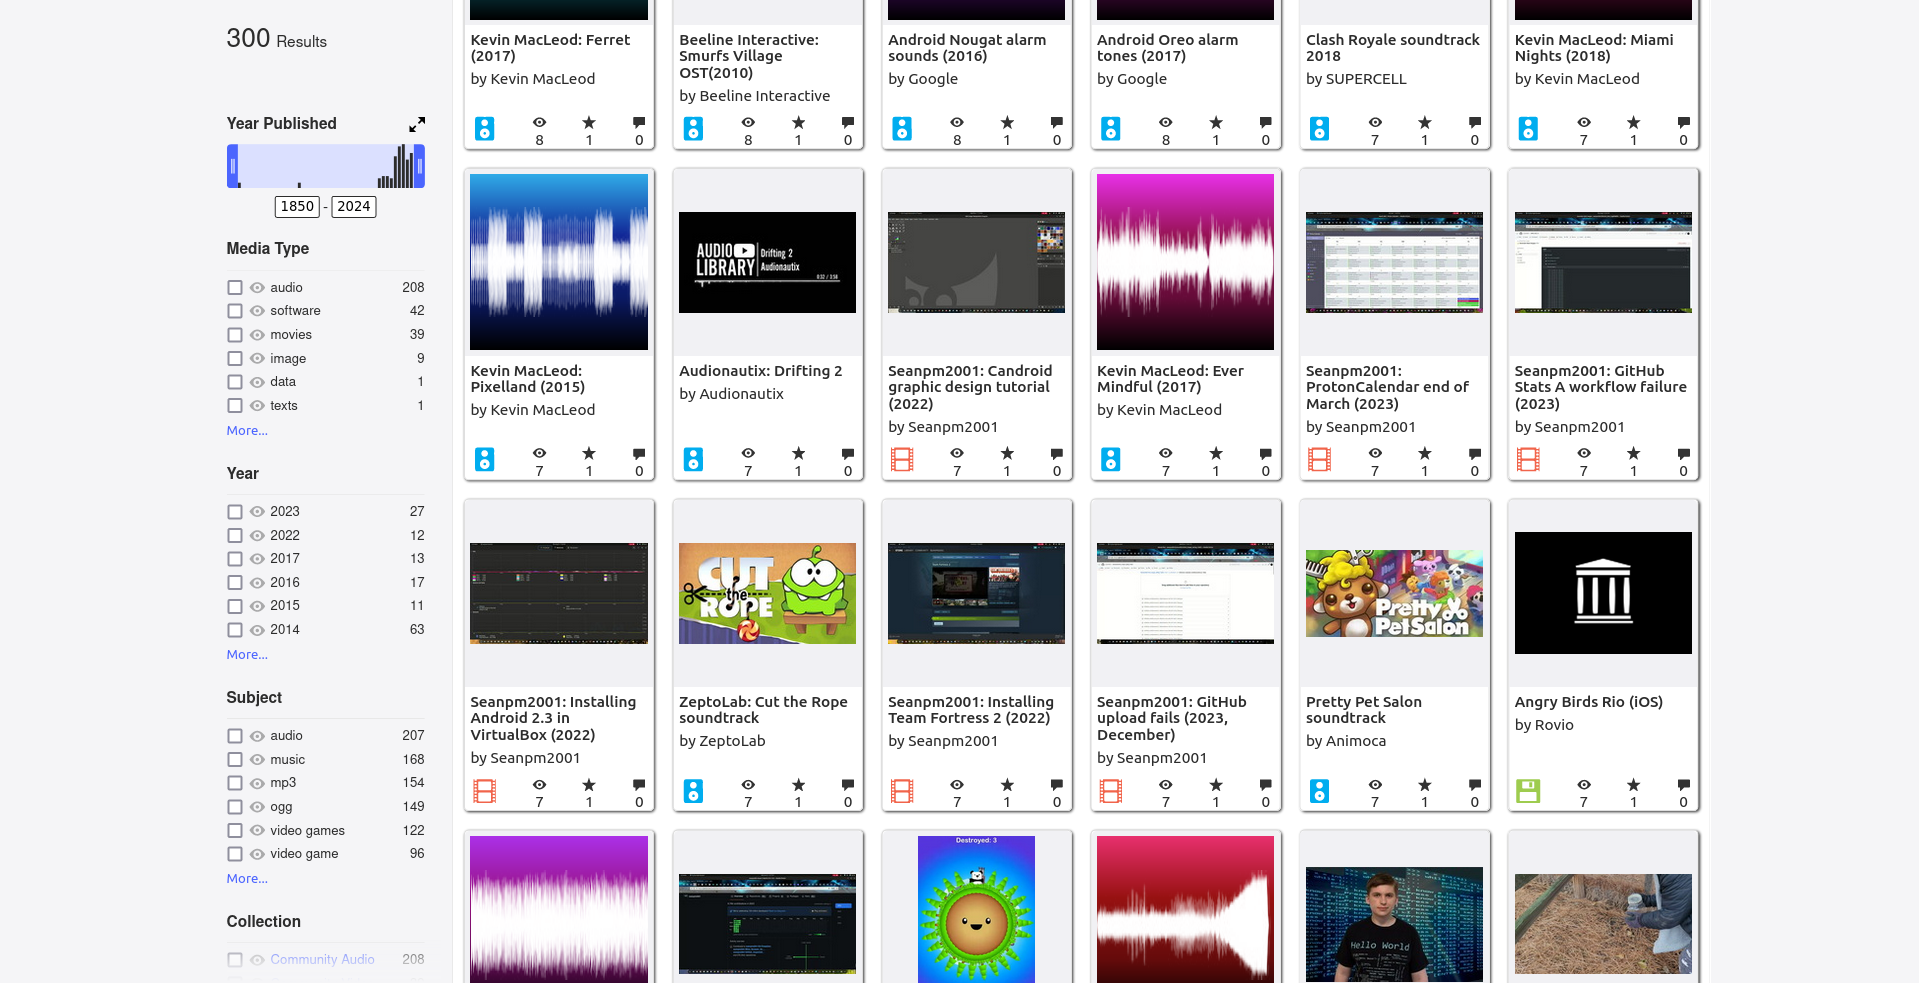 300 Results
Year Published
1850 - 2024
Media Type
audio 208
software 42
movies 39
image 9
data 1
texts 1
More...
Year
2023 27
2022 12
2017 13
2016 17
2015 11
2014 63
More...
Subject
audio 207
music 168
mp3 154
ogg 149
video games 122
video game 96
More...
Collection
Community Audio 208
Kevin MacLeod: Ferret
(2017)
by Kevin MacLeod
8 1 0
Beeline Interactive:
Smurfs Village
OST(2010)
by Beeline Interactive
8 1 0
Android Nougat alarm
sounds (2016)
by Google
8 1 0
Android Oreo alarm
tones (2017)
by Google
8 1 0
Clash Royale soundtrack
2018
by SUPERCELL
7 1 0
Kevin MacLeod: Miami
Nights (2018)
by Kevin MacLeod
7 1 0
Kevin MacLeod:
Pixelland (2015)
by Kevin MacLeod
7 1 0
AUDIO
LIBRARY
Drifting 2
Audionautix
0:32 / 3:56
Audionautix: Drifting 2
by Audionautix
7 1 0
Seanpm2001: Candroid
graphic design tutorial
(2022)
by Seanpm2001
7 1 0
Kevin MacLeod: Ever
Mindful (2017)
by Kevin MacLeod
7 1 0
Seanpm2001:
ProtonCalendar end of
March (2023)
by Seanpm2001
7 1 0
Seanpm2001: GitHub
Stats A workflow failure
(2023)
by Seanpm2001
7 1 0
Seanpm2001: Installing
Android 2.3 in
VirtualBox (2022)
by Seanpm2001
7 1 0
CUT
the
ROPE
ZeptoLab: Cut the Rope
soundtrack
by ZeptoLab
7 1 0
Seanpm2001: Installing
Team Fortress 2 (2022)
by Seanpm2001
7 1 0
Seanpm2001: GitHub
upload fails (2023,
December)
by Seanpm2001
7 1 0
Pretty
Pet Salon
Pretty Pet Salon
soundtrack
by Animoca
7 1 0
Angry Birds Rio (iOS)
by Rovio
7 1 0
Destroyed: 3
Hello World